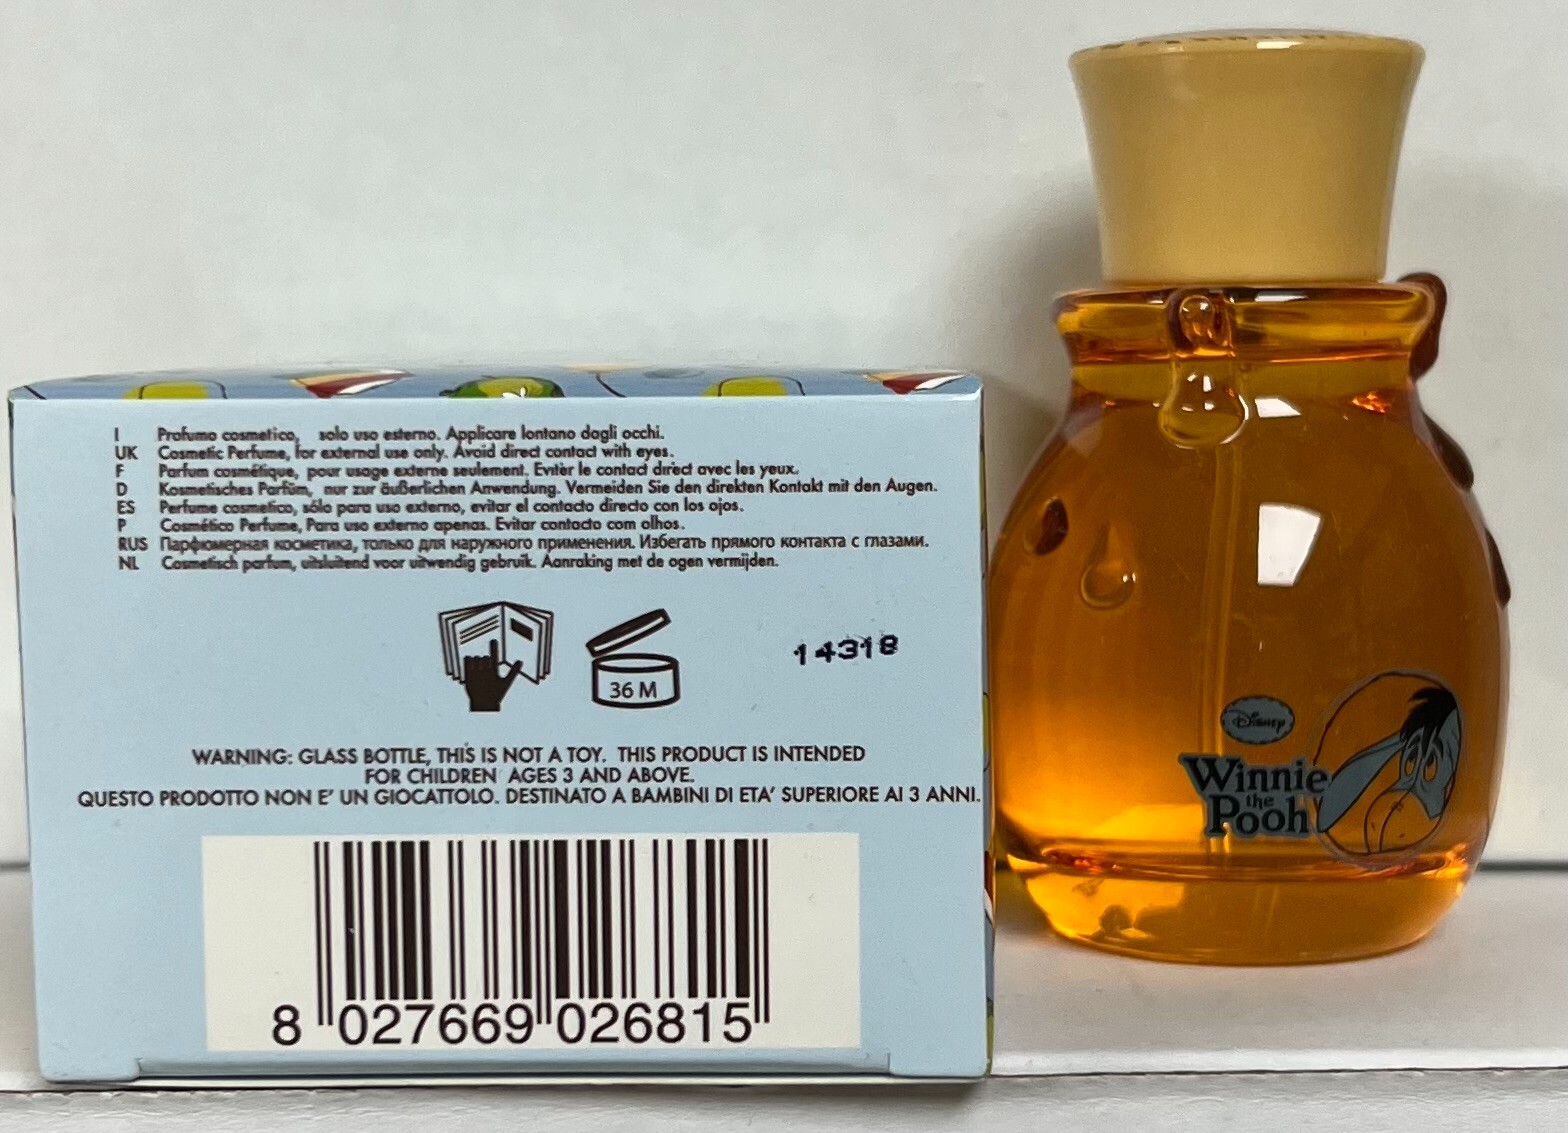 I Profumo cosmetico, solo uso esterno. Applicare lontano dagli occhi.
UK Cosmetic Perfume, for external use only. Avoid direct contact with eyes.
F Parfum cosmétique, pour usage externe seulement. Evitèr le contact direct avec les yeux.
D Kosmetisches Parfüm, nur zur äußerlichen Anwendung. Vermeiden Sie den direkten Kontakt mit den Augen.
ES Perfume cosmetico, sólo para uso externo, evitar el contacto directo con los ojos.
P Cosmético Perfume, Para uso externo apenas. Evitar contacto com olhos.
RUS Парфюмерная косметика, только для наружного применения. Избегать прямого контакта с глазами.
NL Cosmetisch parfum, uitsluitend voor uitwendig gebruik. Aanraking met de ogen vermijden.
36 M
14318
WARNING: GLASS BOTTLE, THIS IS NOT A TOY. THIS PRODUCT IS INTENDED
FOR CHILDREN AGES 3 AND ABOVE.
QUESTO PRODOTTO NON E' UN GIOCATTOLO. DESTINATO A BAMBINI DI ETA' SUPERIORE AI 3 ANNI.
8 027669 026815
Disney
Winnie
the
Pooh